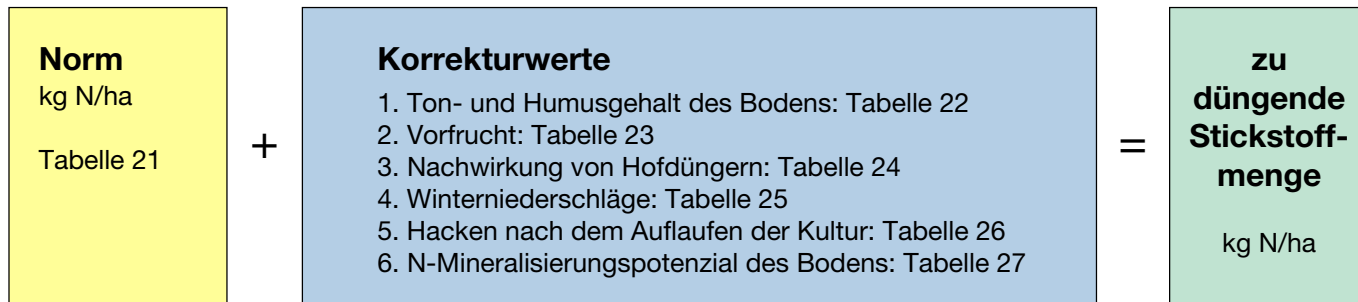 Norm
kg N/ha
Tabelle 21
+
Korrekturwerte
1. Ton- und Humusgehalt des Bodens: Tabelle 22
2. Vorfrucht: Tabelle 23
3. Nachwirkung von Hofdüngern: Tabelle 24
4. Winterniederschläge: Tabelle 25
5. Hacken nach dem Auflaufen der Kultur: Tabelle 26
6. N-Mineralisierungspotenzial des Bodens: Tabelle 27
=
zu
düngende
Stickstoff-
menge
kg N/ha